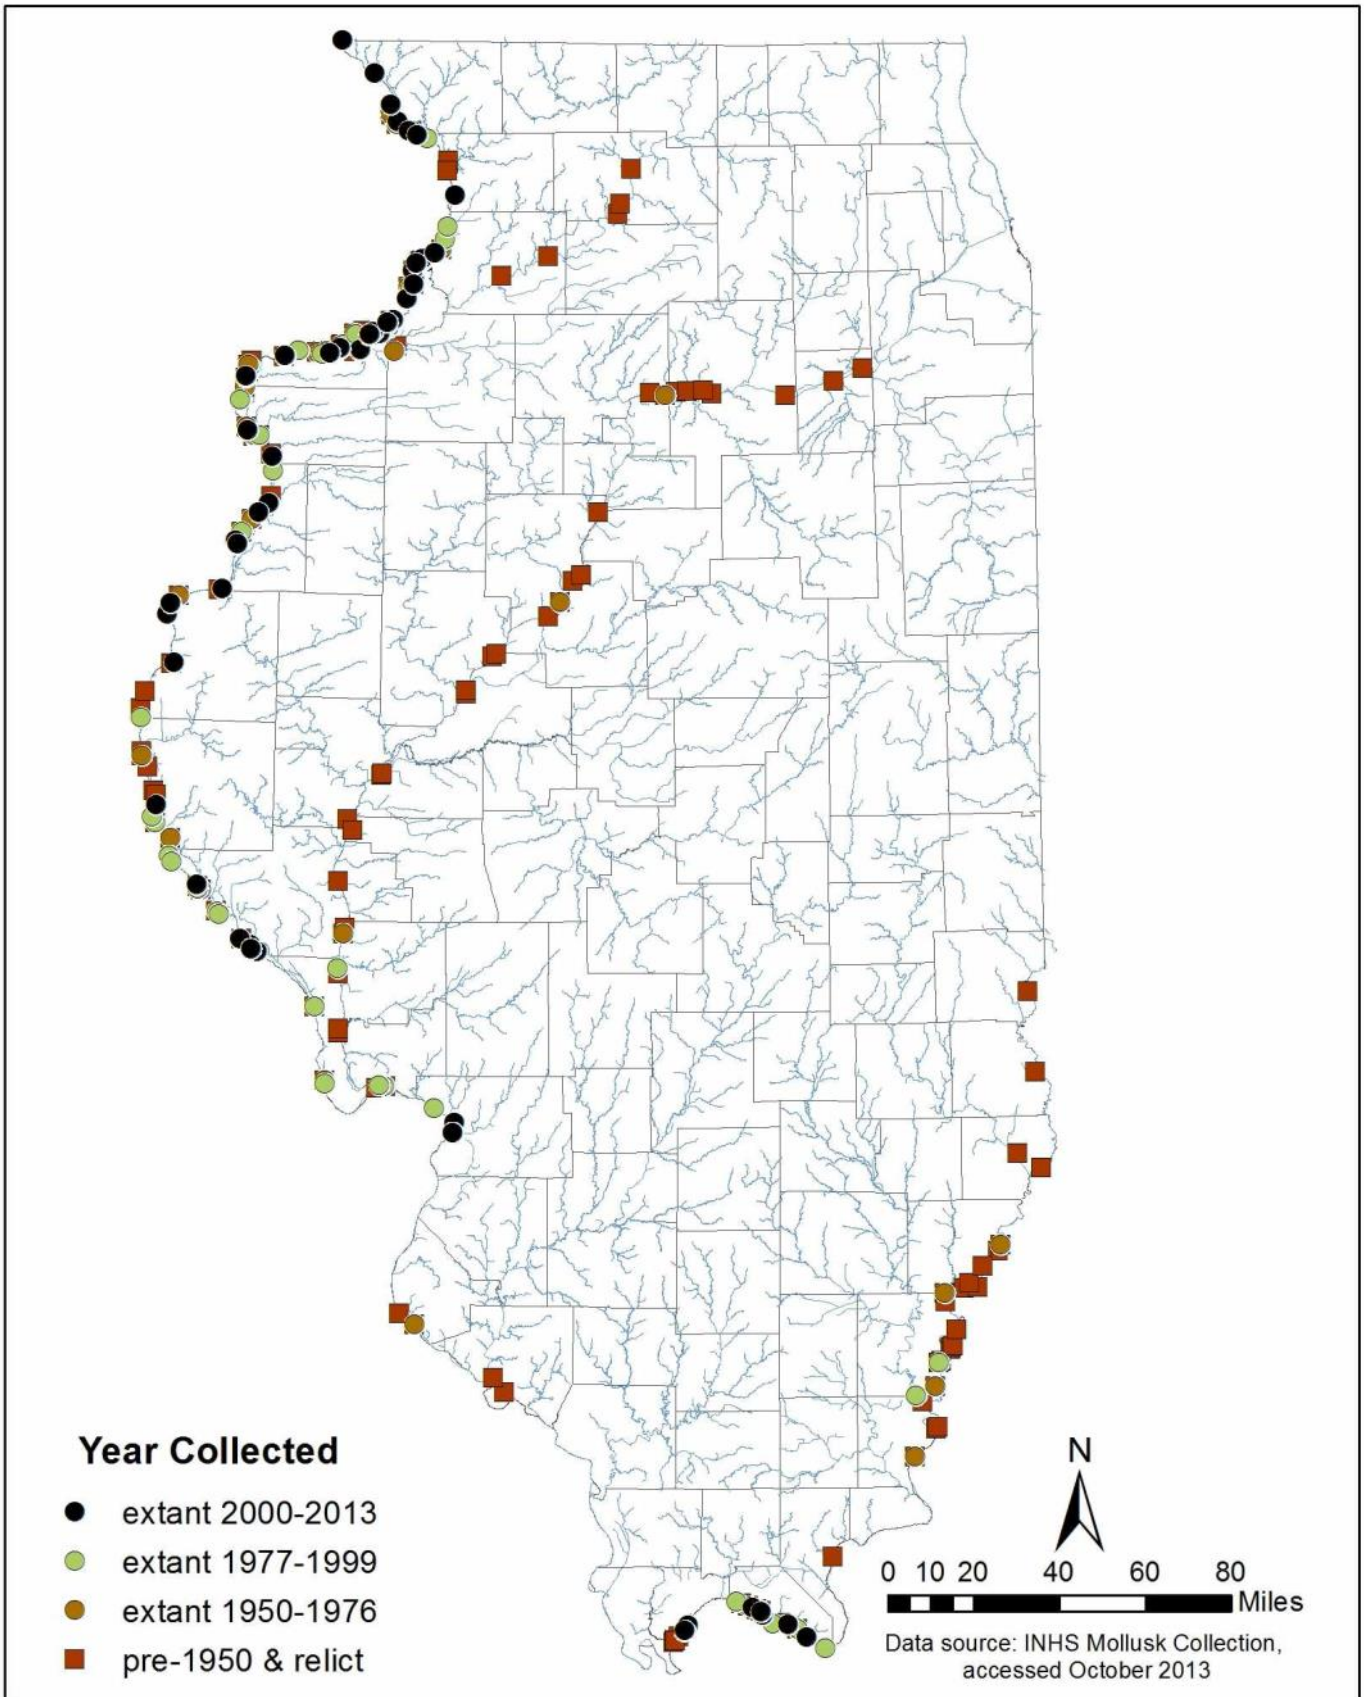 Year Collected
extant 2000-2013
extant 1977-1999
extant 1950-1976
pre-1950 & relict
N
0 10 20 40 60 80
Miles
Data source: INHS Mollusk Collection,
accessed October 2013